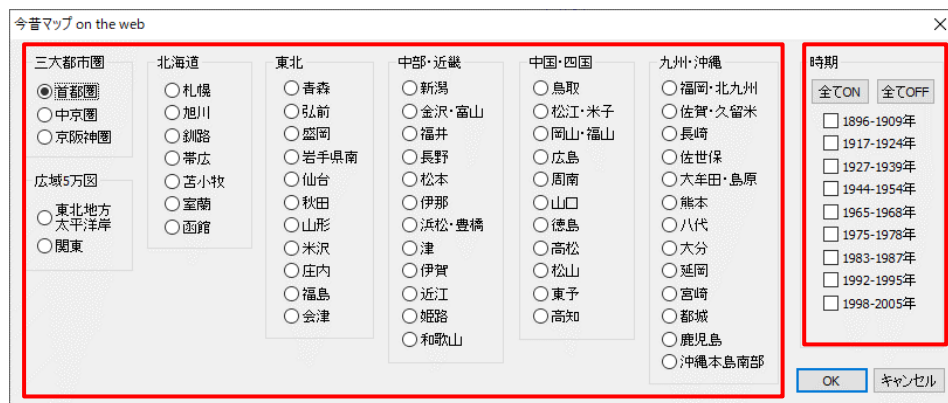 今昔マップ on the web
三大都市圏
首都圏
中京圏
京阪神圏
広域5万図
東北地方
太平洋岸
関東
北海道
札幌
旭川
釧路
帯広
苫小牧
室蘭
函館
東北
青森
弘前
盛岡
岩手県南
仙台
秋田
山形
米沢
庄内
福島
会津
中部・近畿
新潟
金沢・富山
福井
長野
松本
伊那
浜松・豊橋
津
伊賀
近江
姫路
和歌山
中国・四国
鳥取
松江・米子
岡山・福山
広島
周南
山口
徳島
高松
松山
東予
高知
九州・沖縄
福岡・北九州
佐賀・久留米
長崎
佐世保
大牟田・島原
熊本
八代
大分
延岡
宮崎
都城
鹿児島
沖縄本島南部
時期
全てON 全てOFF
1896-1909年
1917-1924年
1927-1939年
1944-1954年
1965-1968年
1975-1978年
1983-1987年
1992-1995年
1998-2005年
OK キャンセル